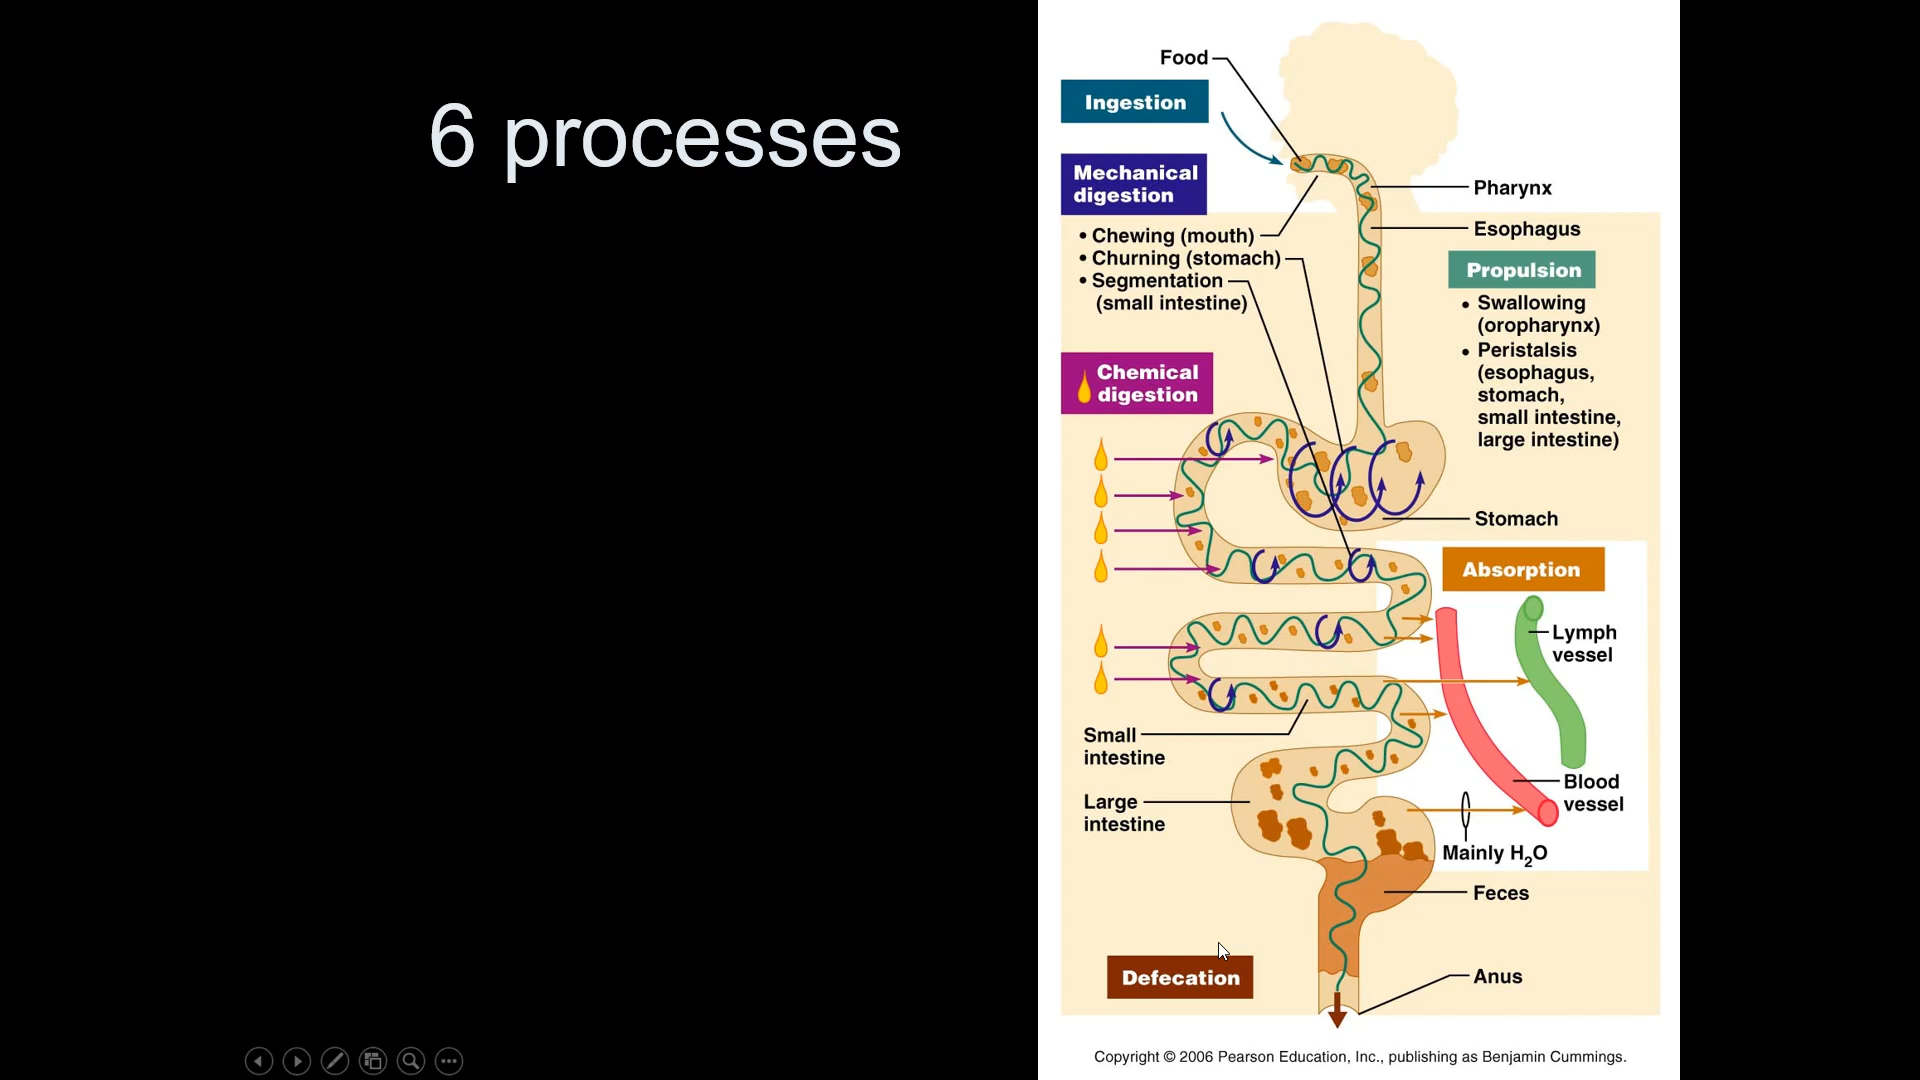 6 processes
Food
Ingestion
Mechanical
digestion
• Chewing (mouth)
• Churning (stomach)
• Segmentation
(small intestine)
Chemical
digestion
Pharynx
Esophagus
Propulsion
• Swallowing
(oropharynx)
• Peristalsis
(esophagus,
stomach,
small intestine,
large intestine)
Stomach
Absorption
Lymph
vessel
Small
intestine
Blood
vessel
Large
intestine
Mainly H₂O
Feces
Defecation
Anus
Copyright © 2006 Pearson Education, Inc., publishing as Benjamin Cummings.